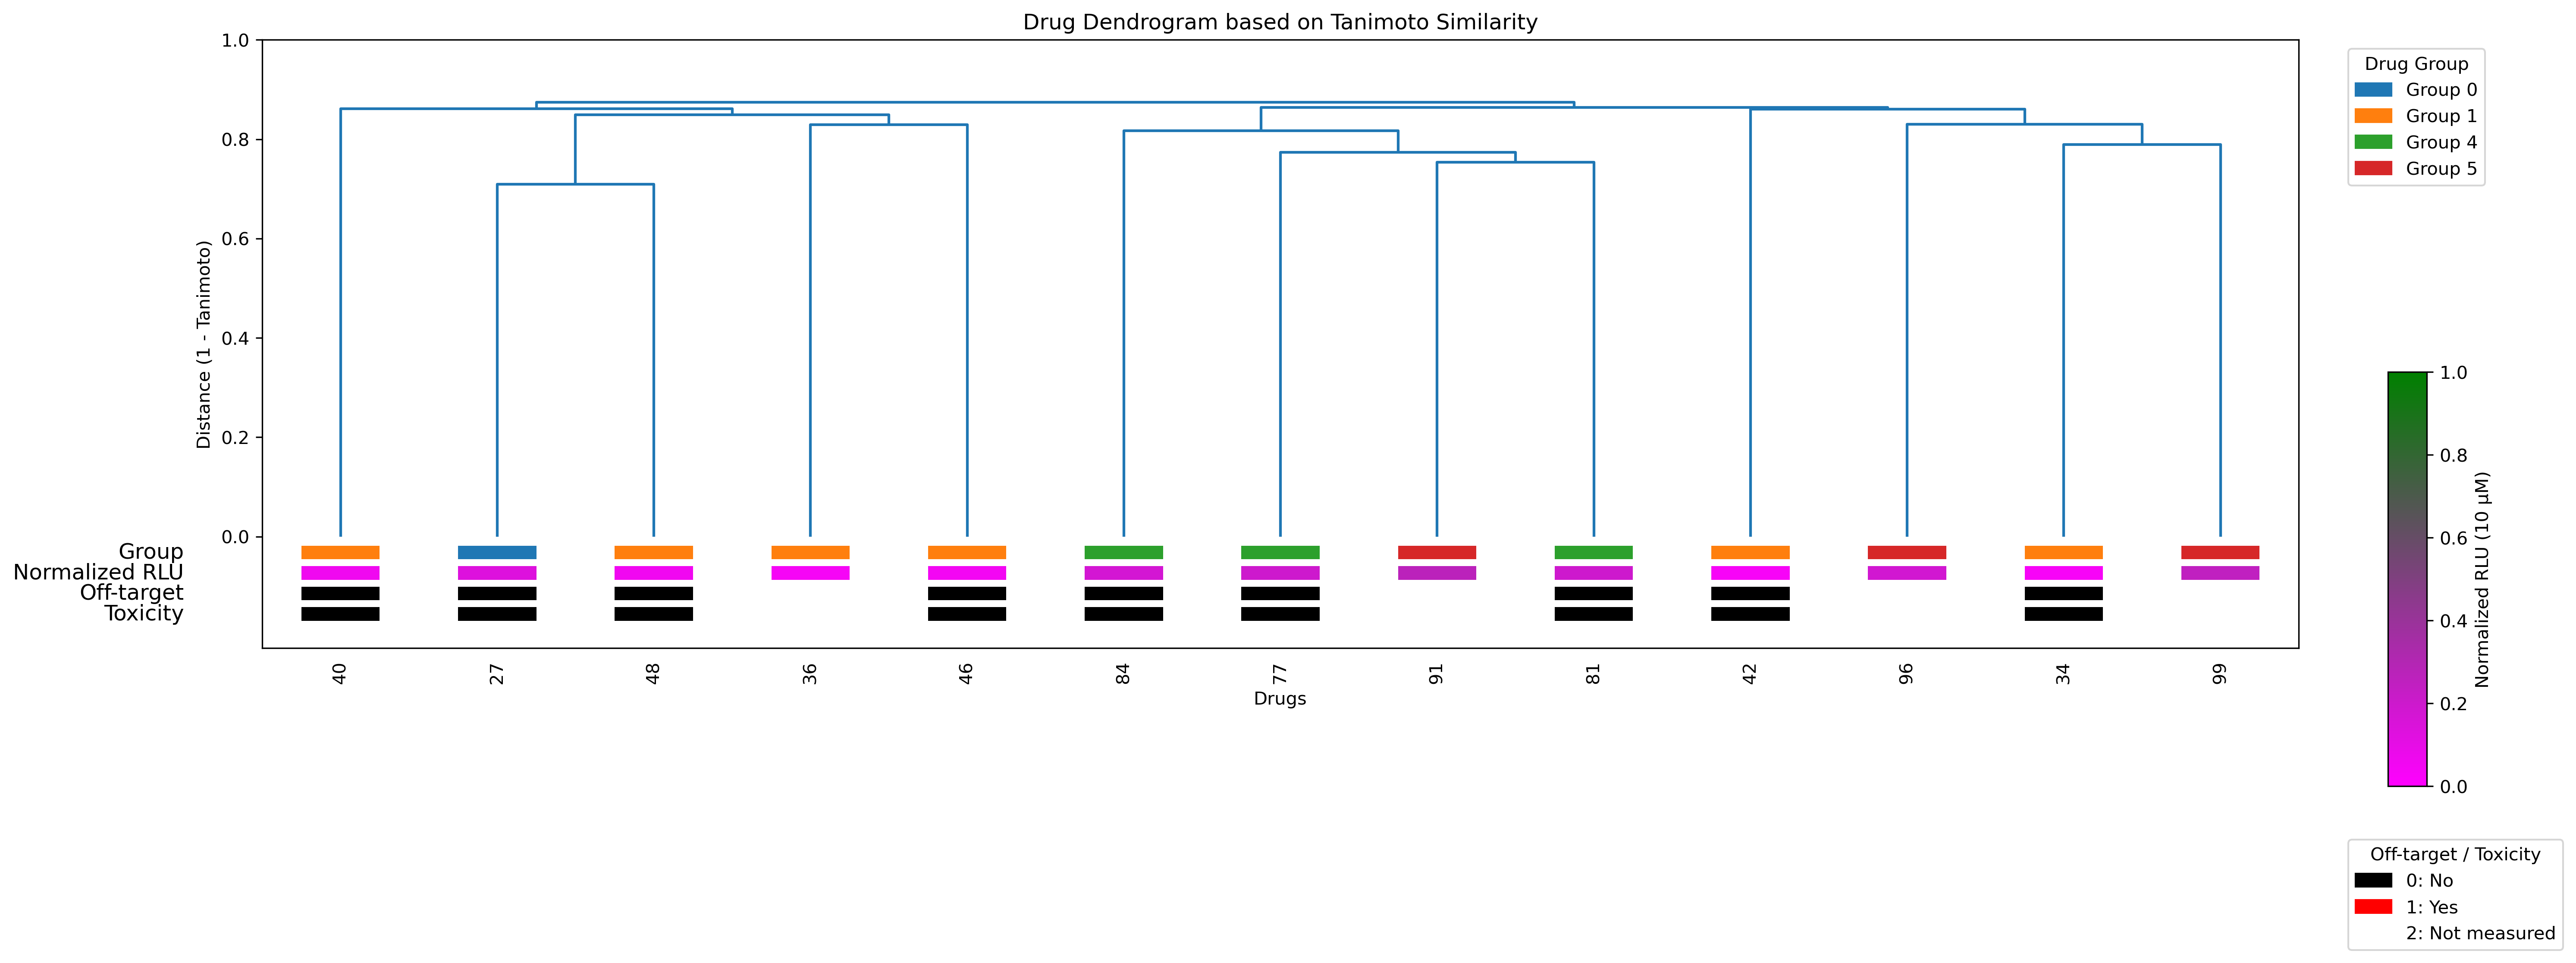 Drug Dendrogram based on Tanimoto Similarity
1.0
0.8
0.6
0.4
0.2
0.0
Distance (1 - Tanimoto)
Group
Normalized RLU
Off-target
Toxicity
40
27
48
36
46
84
77
91
81
42
96
34
99
Drugs
Drug Group
Group 0
Group 1
Group 4
Group 5
1.0
0.8
0.6
0.4
0.2
0.0
Normalized RLU (10 μM)
Off-target / Toxicity
0: No
1: Yes
2: Not measured